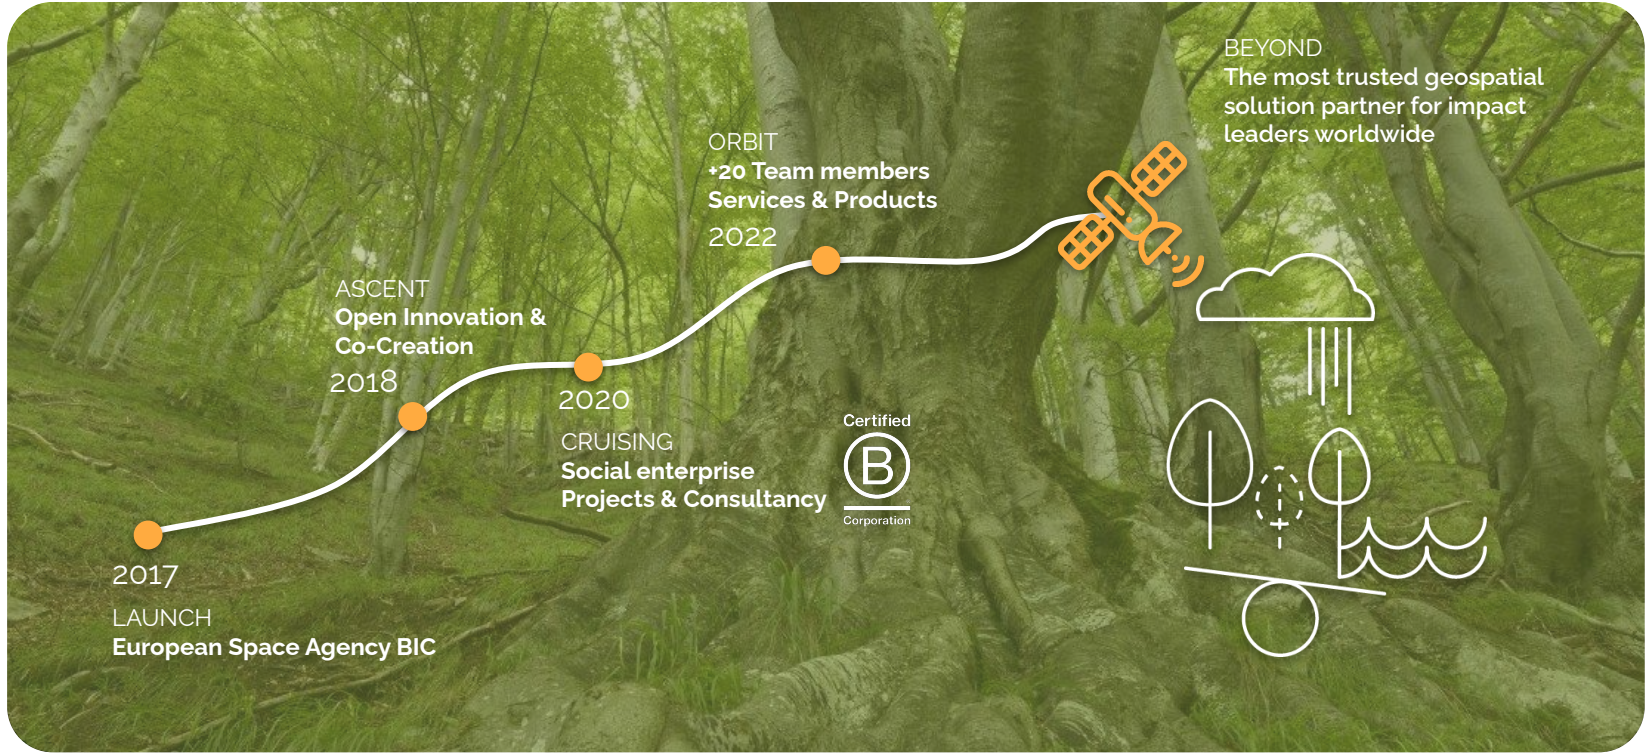 2017
LAUNCH
European Space Agency BIC
ASCENT
Open Innovation &
Co-Creation
2018
2020
CRUISING
Social enterprise
Projects & Consultancy
Certified
B
Corporation
ORBIT
+20 Team members
Services & Products
2022
BEYOND
The most trusted geospatial
solution partner for impact
leaders worldwide